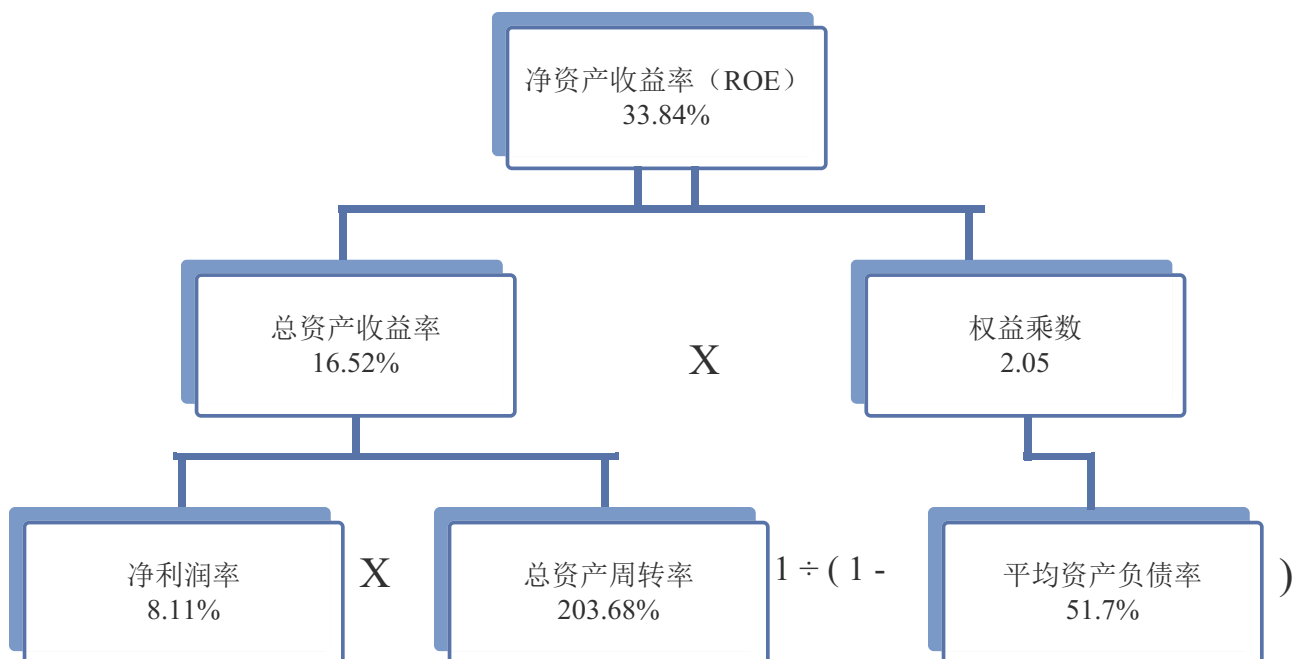 净资产收益率（ROE）
33.84%
总资产收益率
16.52%
X
权益乘数
2.05
净利润率
8.11%
X
总资产周转率
203.68%
1 ÷ ( 1 -
平均资产负债率
51.7%
)